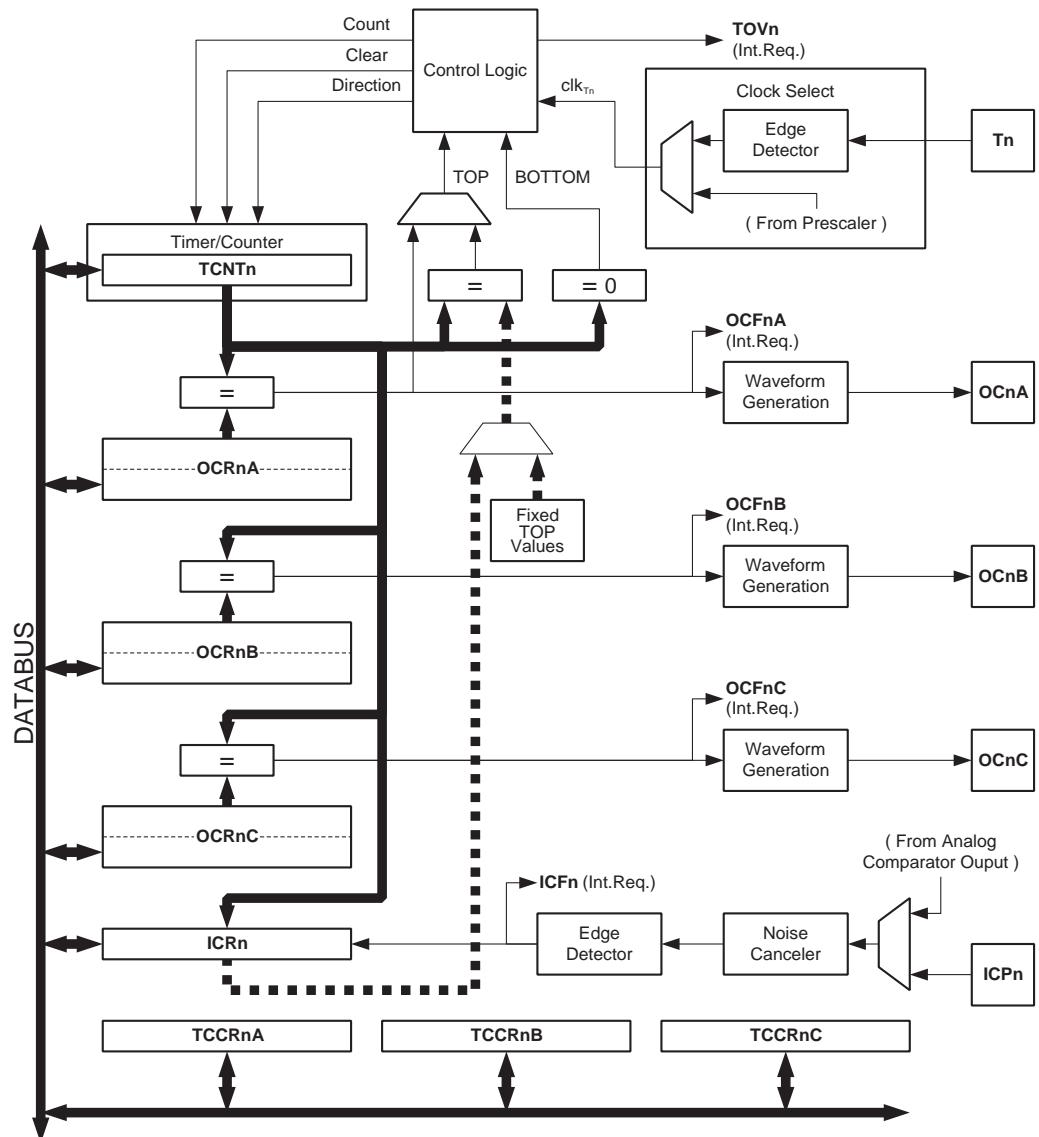 Count
Clear
Direction
Control Logic
TOVn
(Int.Req.)
clkTn
Clock Select
Edge
Detector
Tn
( From Prescaler )
TOP
BOTTOM
Timer/Counter
TCNTn
=
= 0
OCFnA
(Int.Req.)
=
Waveform
Generation
OCnA
OCRnA
Fixed
TOP
Values
OCFnB
(Int.Req.)
=
Waveform
Generation
OCnB
OCRnB
DATABUS
OCFnC
(Int.Req.)
=
Waveform
Generation
OCnC
OCRnC
( From Analog
Comparator Ouput )
ICFn (Int.Req.)
ICRn
Edge
Detector
Noise
Canceler
ICPn
TCCRnA
TCCRnB
TCCRnC